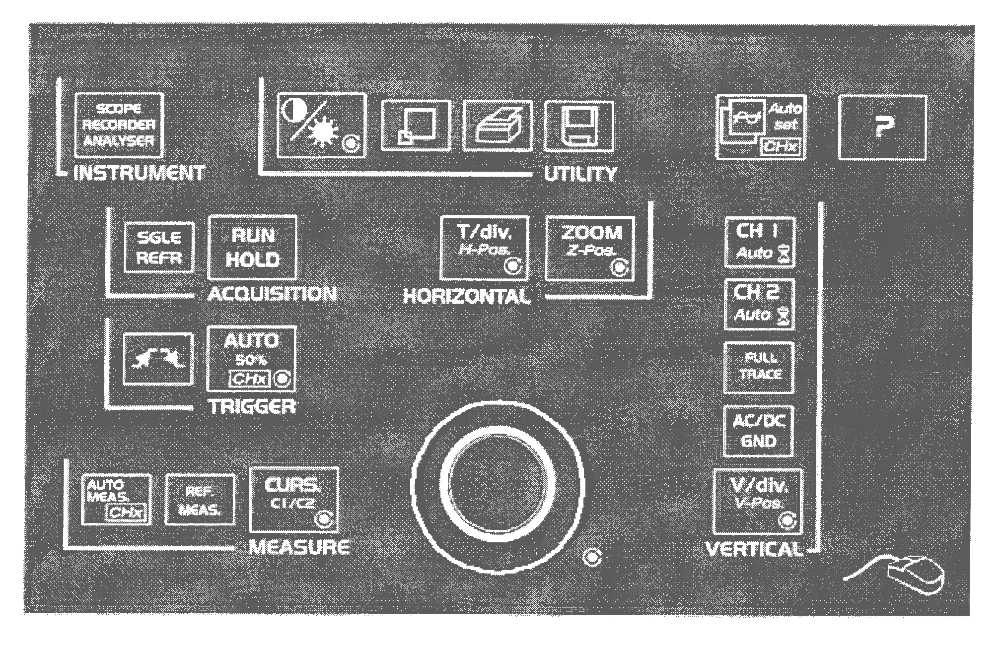 SCOPE
RECORDER
ANALYSER
INSTRUMENT
UTILITY
Auto
set
CHx
?
SGLE
REFR
RUN
HOLD
ACQUISITION
T/div.
H-Pos.
ZOOM
Z-Pos.
HORIZONTAL
AUTO
50%
CHx
TRIGGER
AUTO
MEAS.
CHx
REF.
MEAS.
CURS.
C1/C2
MEASURE
CH 1
Auto
CH 2
Auto
FULL
TRACE
AC/DC
GND
V/div.
V-Pos.
VERTICAL